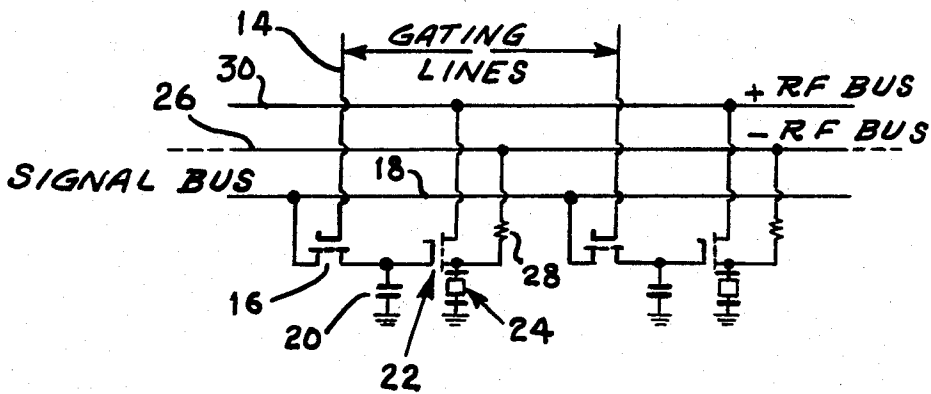 14
GATING
LINES
30
+ RF BUS
26
- RF BUS
SIGNAL BUS
18
16
28
20
24
22